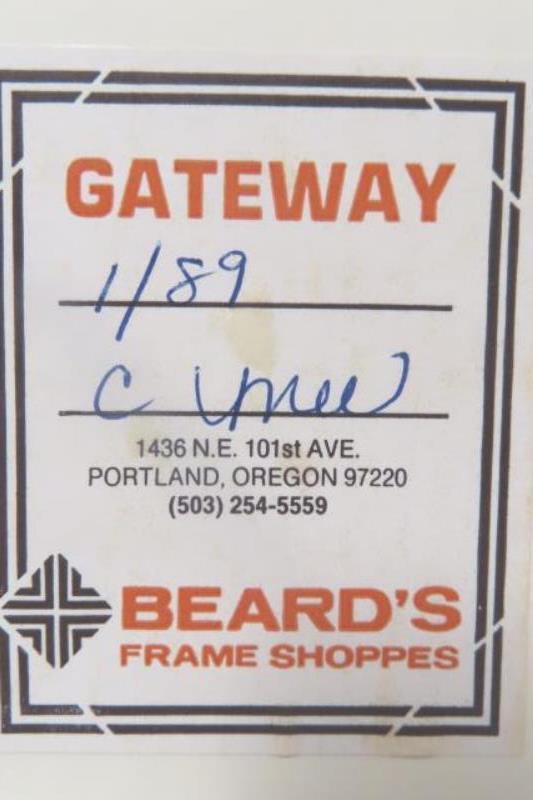 GATEWAY
1/89
C
1436 N.E. 101st AVE.
PORTLAND, OREGON 97220
(503) 254-5559
BEARD'S
FRAME SHOPPES